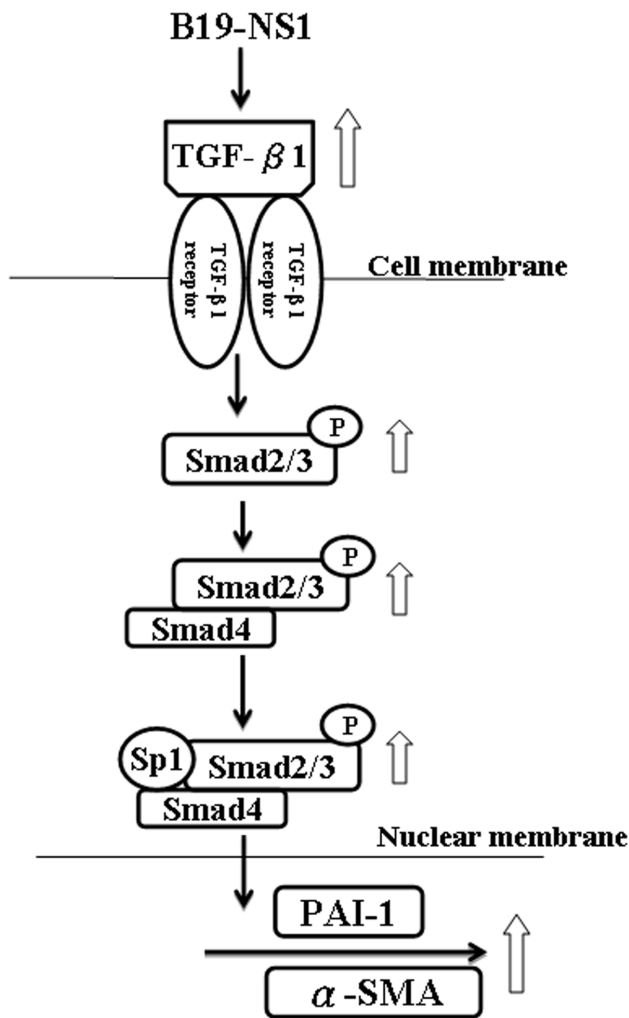 B19-NS1
TGF-β1
TGF-β1
receptor
TGF-β1
receptor
Cell membrane
P
Smad2/3
P
Smad2/3
Smad4
P
Sp1
Smad2/3
Smad4
Nuclear membrane
PAI-1
α-SMA